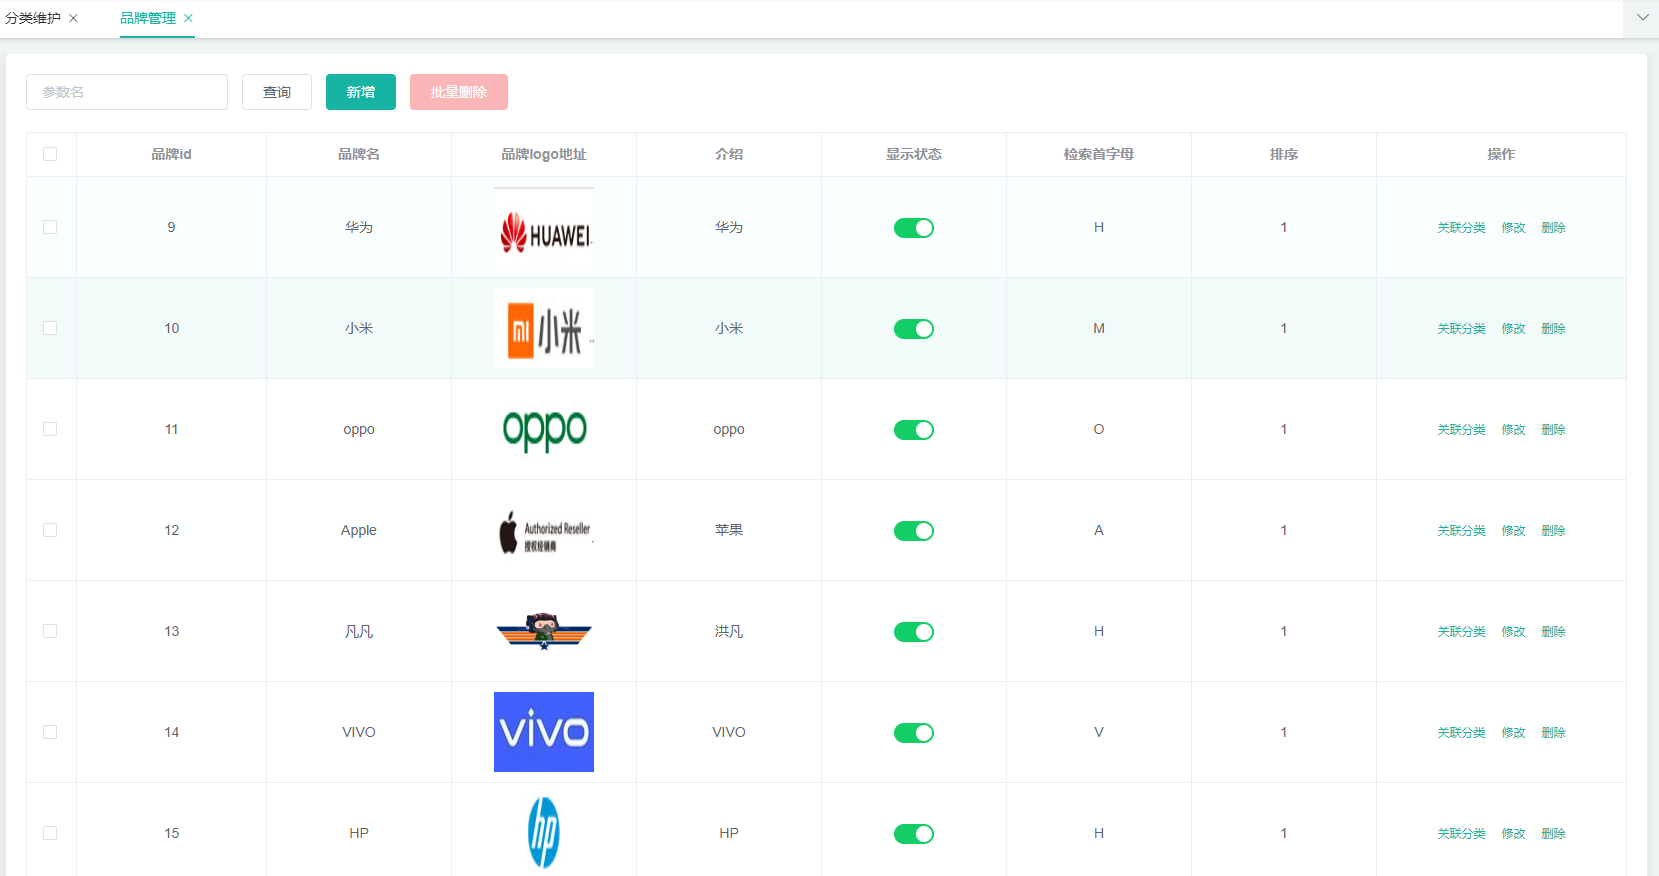 分类维护 品牌管理
参数名 查询 新增 批量删除
品牌id 品牌名 品牌logo地址 介绍 显示状态 检索首字母 排序 操作
9 华为 HUAWEI 华为 H 1 关联分类 修改 删除
10 小米 mi 小米 小米 M 1 关联分类 修改 删除
11 oppo oppo oppo O 1 关联分类 修改 删除
12 Apple Authorized Reseller 苹果 A 1 关联分类 修改 删除
授权经销商
13 凡凡 洪凡 H 1 关联分类 修改 删除
14 VIVO vivo VIVO V 1 关联分类 修改 删除
15 HP hp HP H 1 关联分类 修改 删除